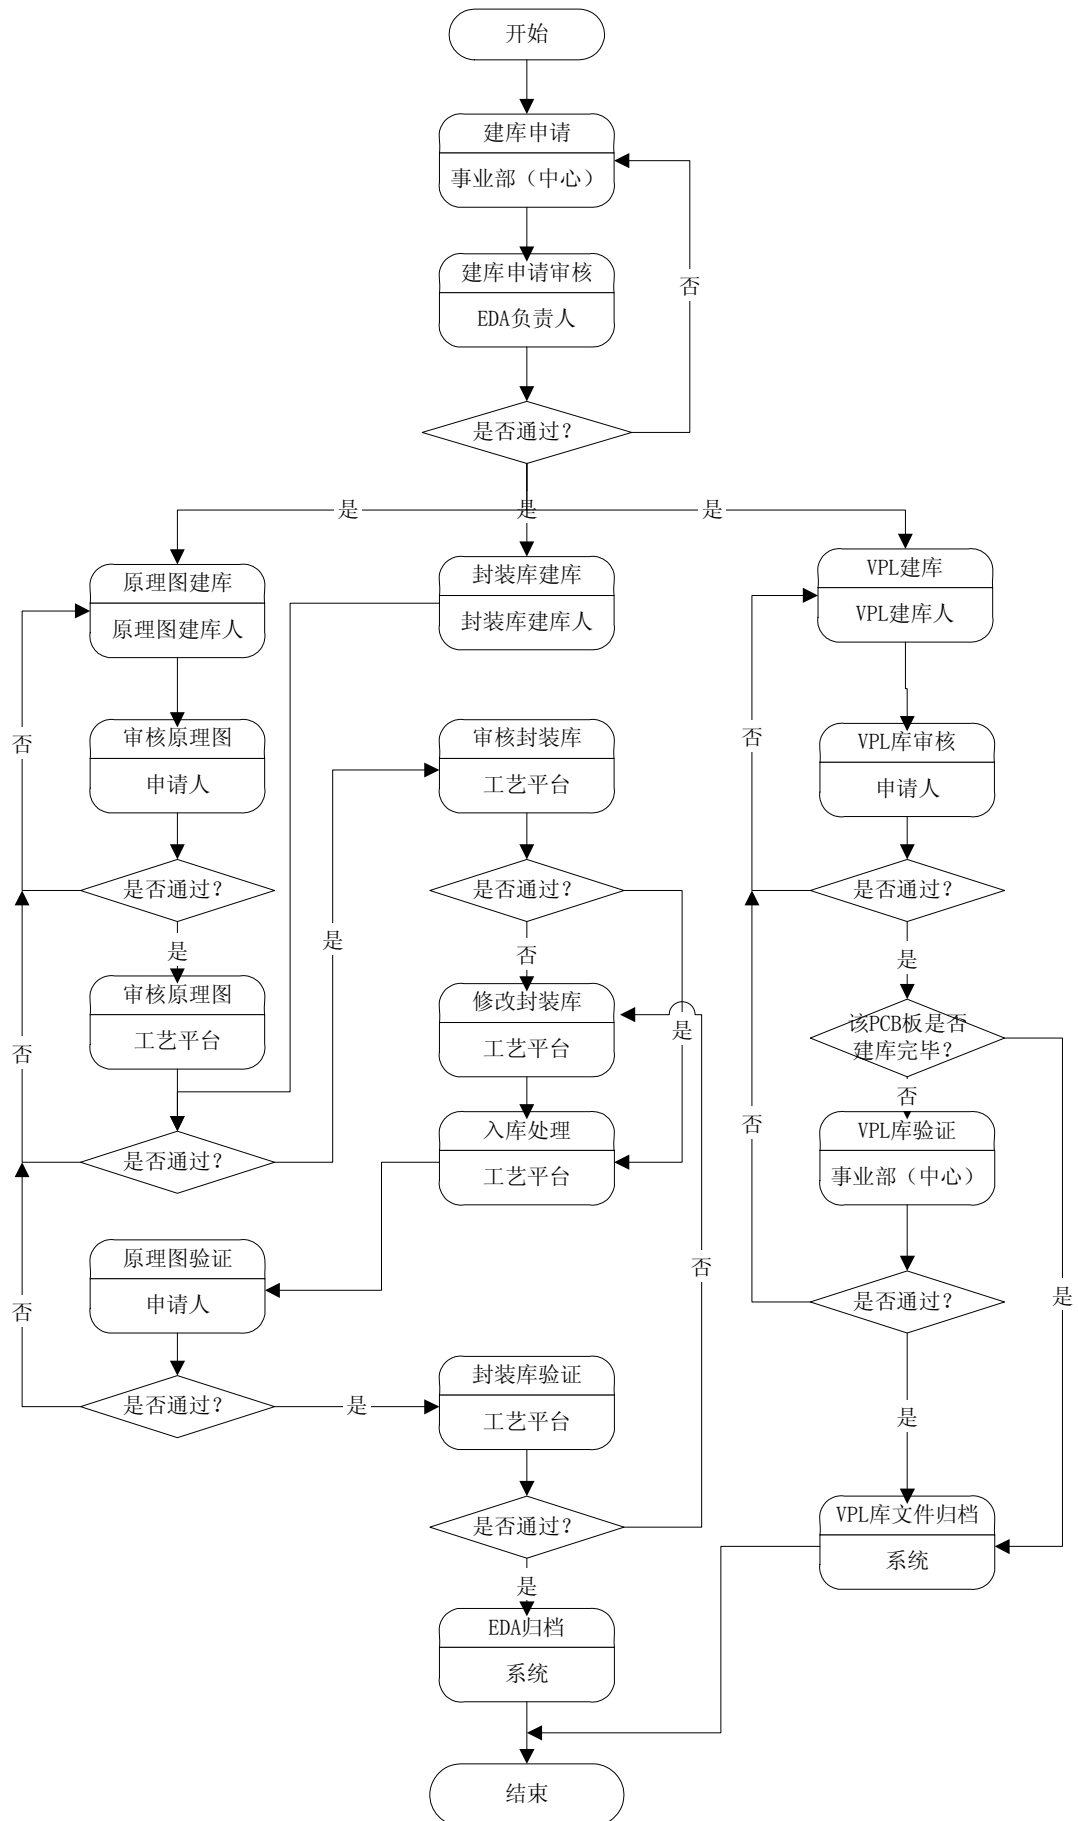 开始
建库申请
事业部（中心）
建库申请审核
EDA负责人
否
是否通过？
是
是
是
原理图建库
原理图建库人
封装库建库
封装库建库人
VPL建库
VPL建库人
否
审核原理图
申请人
审核封装库
工艺平台
否
VPL库审核
申请人
是否通过？
是否通过？
是否通过？
是
是
否
是
审核原理图
工艺平台
否
修改封装库
工艺平台
是
该PCB板是否
建库完毕？
否
是否通过？
入库处理
工艺平台
否
VPL库验证
事业部（中心）
原理图验证
申请人
否
否
是否通过？
是
是否通过？
是
封装库验证
工艺平台
是
是否通过？
VPL库文件归档
系统
是
EDA归档
系统
结束